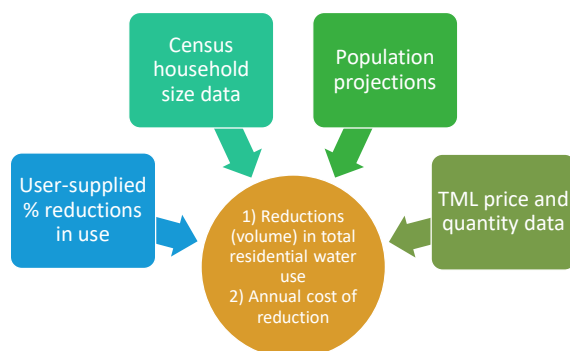 Census
household
size data
Population
projections
User-supplied
% reductions
in use
TML price and
quantity data
1) Reductions
(volume) in total
residential water
use
2) Annual cost of
reduction